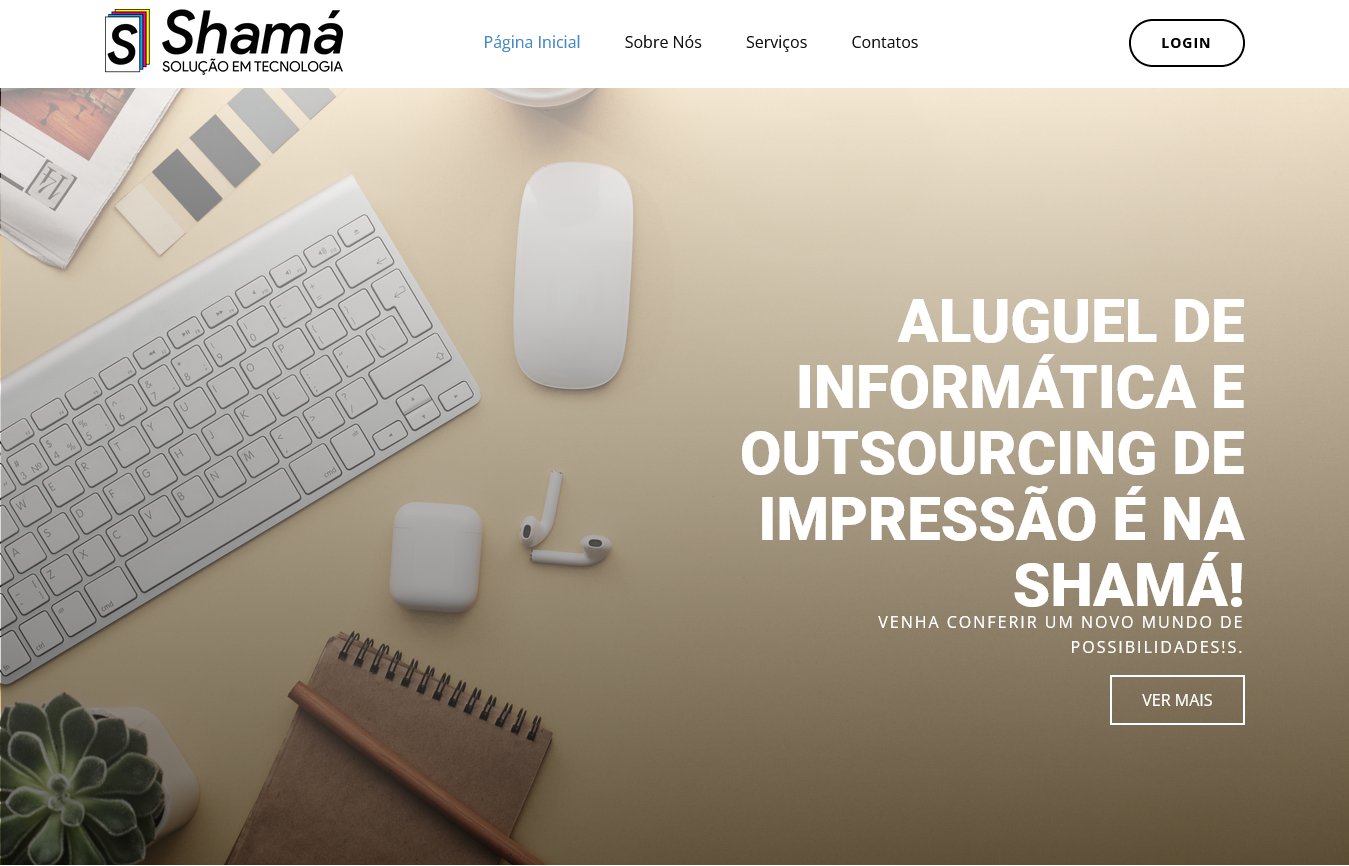 S Shamá
SOLUÇÃO EM TECNOLOGIA
Página Inicial Sobre Nós Serviços Contatos
LOGIN
ALUGUEL DE
INFORMÁTICA E
OUTSOURCING DE
IMPRESSÃO É NA
SHAMÁ!
VENHA CONFERIR UM NOVO MUNDO DE
POSSIBILIDADES!S.
VER MAIS